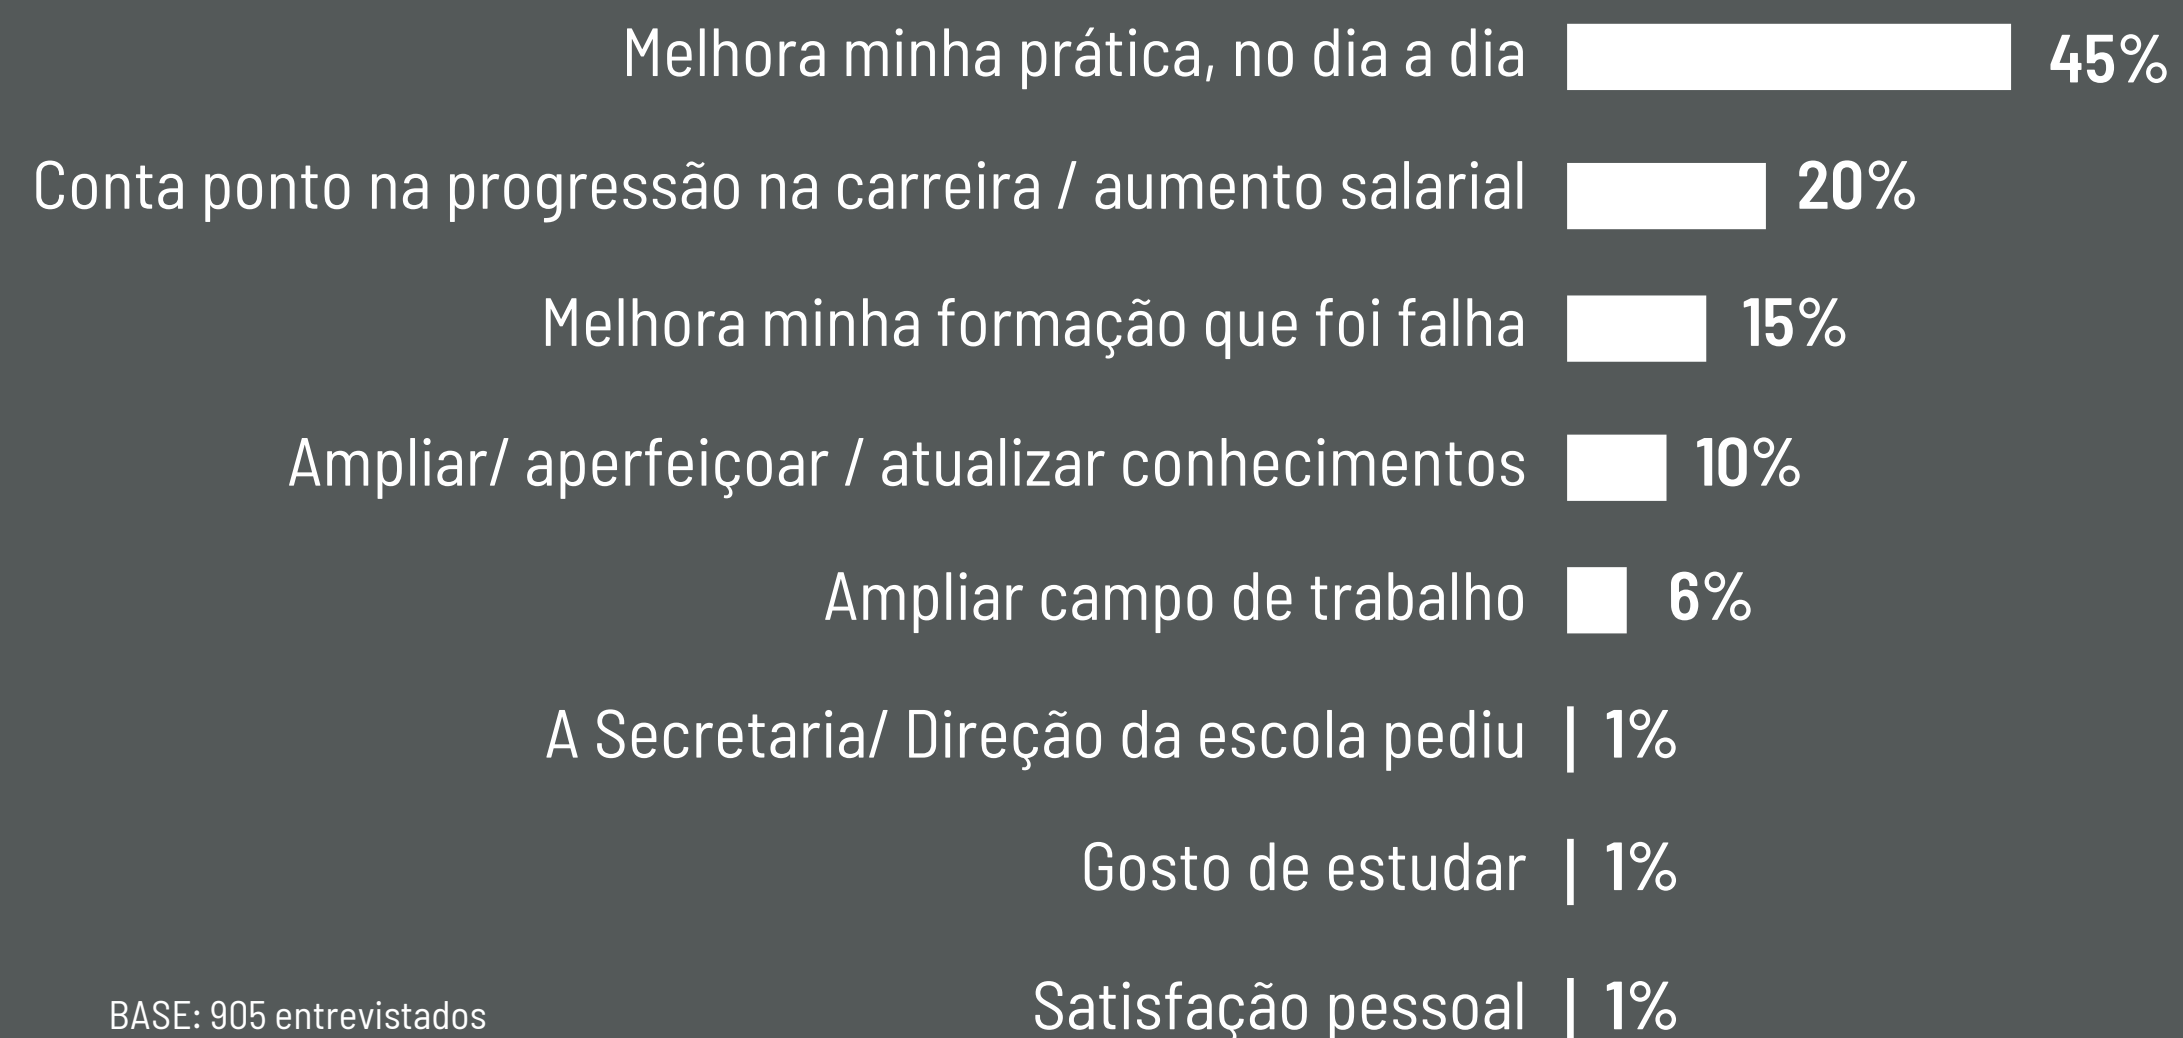 Melhora minha prática, no dia a dia 45%
Conta ponto na progressão na carreira / aumento salarial 20%
Melhora minha formação que foi falha 15%
Ampliar/ aperfeiçoar / atualizar conhecimentos 10%
Ampliar campo de trabalho 6%
A Secretaria/ Direção da escola pediu 1%
Gosto de estudar 1%
Satisfação pessoal 1%
BASE: 905 entrevistados